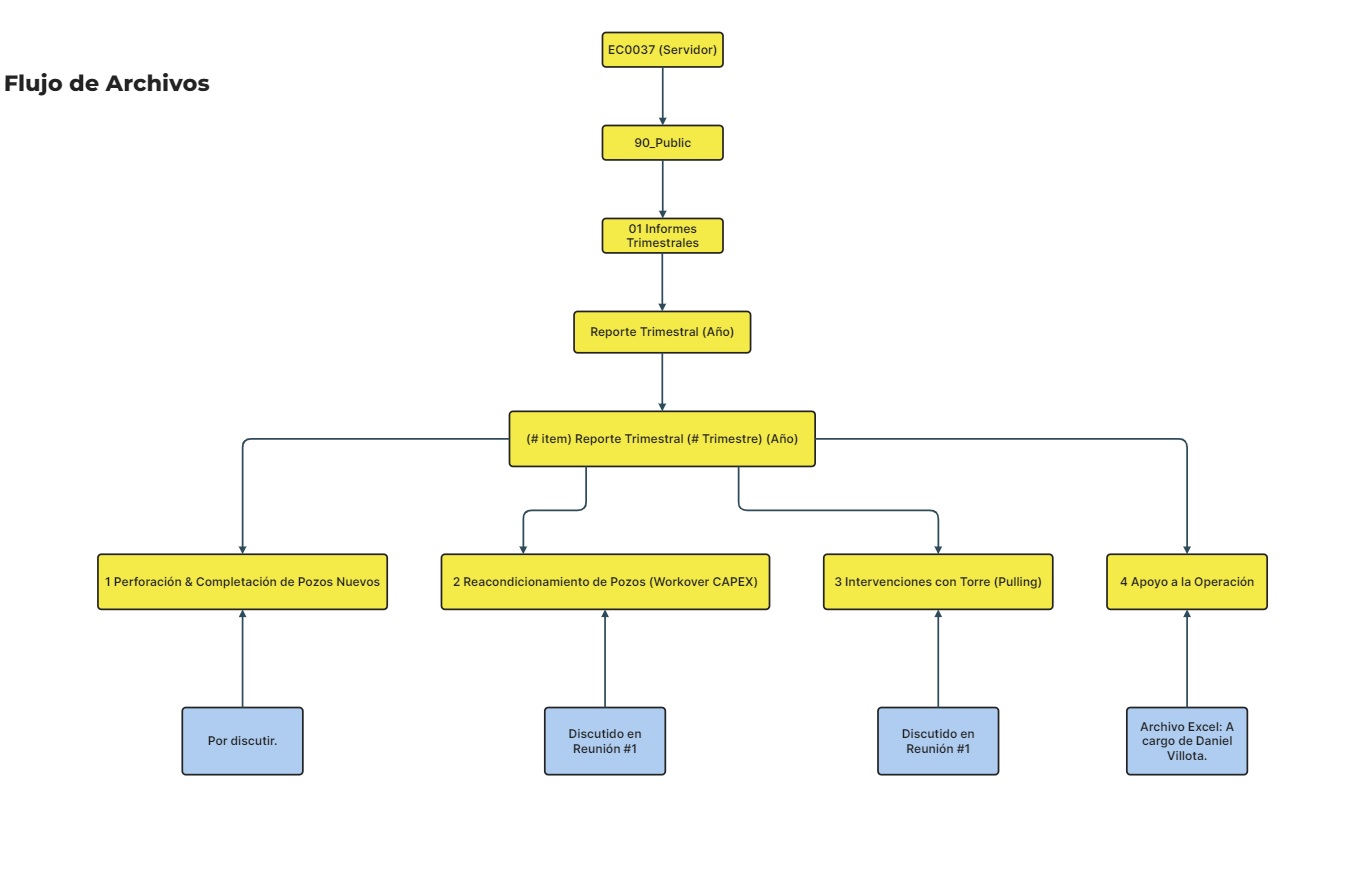 EC0037 (Servidor)
Flujo de Archivos
90_Public
01 Informes
Trimestrales
Reporte Trimestral (Año)
(# item) Reporte Trimestral (# Trimestre) (Año)
1 Perforación & Completación de Pozos Nuevos
2 Reacondicionamiento de Pozos (Workover CAPEX)
3 Intervenciones con Torre (Pulling)
4 Apoyo a la Operación
Por discutir.
Discutido en
Reunión #1
Discutido en
Reunión #1
Archivo Excel: A
cargo de Daniel
Villota.